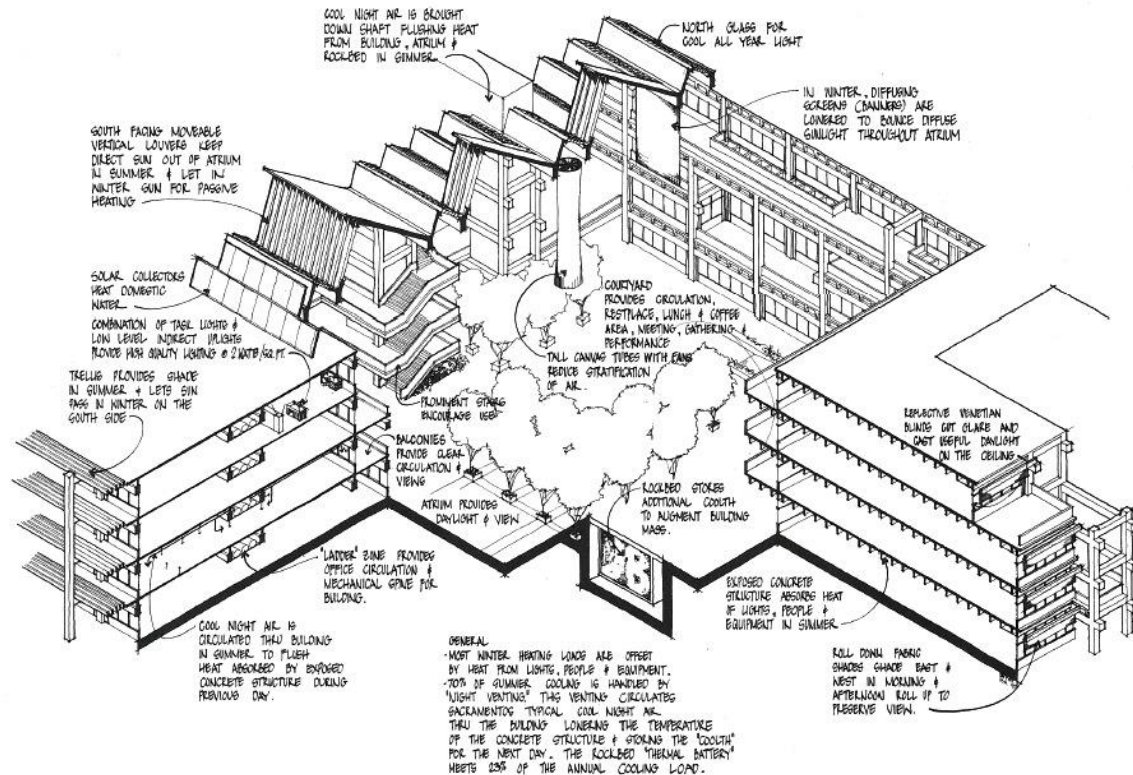 COOL NIGHT AIR IS BROUGHT
DOWN SHAFT FLUSHING HEAT
FROM BUILDING, ATRIUM &
ROCKBED IN SUMMER
NORTH GLASS FOR
COOL ALL YEAR LIGHT
IN WINTER, DIFFUSING
SCREENS (BANNERS) ARE
LOWERED TO BOUNCE DIFFUSE
SUNLIGHT THROUGHOUT ATRIUM
SOUTH FACING MOVEABLE
VERTICAL LOUVERS KEEP
DIRECT SUN OUT OF ATRIUM
IN SUMMER & LET IN
WINTER SUN FOR PASSIVE
HEATING
SOLAR COLLECTORS
HEAT DOMESTIC
WATER
COMBINATION OF TASK LIGHTS &
LOW LEVEL INDIRECT UPLIGHTS
PROVIDE HIGH QUALITY LIGHTING @ 2 WATTS/SQ.FT.
TRELLIS PROVIDES SHADE
IN SUMMER & LETS SUN
PASS IN WINTER ON THE
SOUTH SIDE
COURTYARD
PROVIDES CIRCULATION,
RESTPLACE, LUNCH & COFFEE
AREA, MEETING, GATHERING &
PERFORMANCE
TALL CANVAS TUBES WITH FANS
REDUCE STRATIFICATION
OF AIR.
PROMINENT STAIRS
ENCOURAGE USE
BALCONIES
PROVIDE CLEAR
CIRCULATION &
VIEWS
ATRIUM PROVIDES
DAYLIGHT & VIEW
ROCKBED STORES
ADDITIONAL COOLTH
TO AUGMENT BUILDING
MASS.
REFLECTIVE VENETIAN
BLINDS CUT GLARE AND
CAST USEFUL DAYLIGHT
ON THE CEILING
"LADDER" ZONE PROVIDES
OFFICE CIRCULATION &
MECHANICAL SPINE FOR
BUILDING.
EXPOSED CONCRETE
STRUCTURE ABSORBS HEAT
OF LIGHTS, PEOPLE &
EQUIPMENT IN SUMMER
COOL NIGHT AIR IS
CIRCULATED THRU BUILDING
IN SUMMER TO FLUSH
HEAT ABSORBED BY EXPOSED
CONCRETE STRUCTURE DURING
PREVIOUS DAY.
ROLL DOWN FABRIC
SHADES SHADE EAST &
WEST IN MORNING &
AFTERNOON ROLL UP TO
PRESERVE VIEW.
GENERAL
-MOST WINTER HEATING LOADS ARE OFFSET
BY HEAT FROM LIGHTS, PEOPLE & EQUIPMENT.
-70% OF SUMMER COOLING IS HANDLED BY
"NIGHT VENTING." THIS VENTING CIRCULATES
SACRAMENTOS TYPICAL COOL NIGHT AIR
THRU THE BUILDING LOWERING THE TEMPERATURE
OF THE CONCRETE STRUCTURE & STORING THE "COOLTH"
FOR THE NEXT DAY. THE ROCKBED "THERMAL BATTERY"
MEETS 23% OF THE ANNUAL COOLING LOAD.